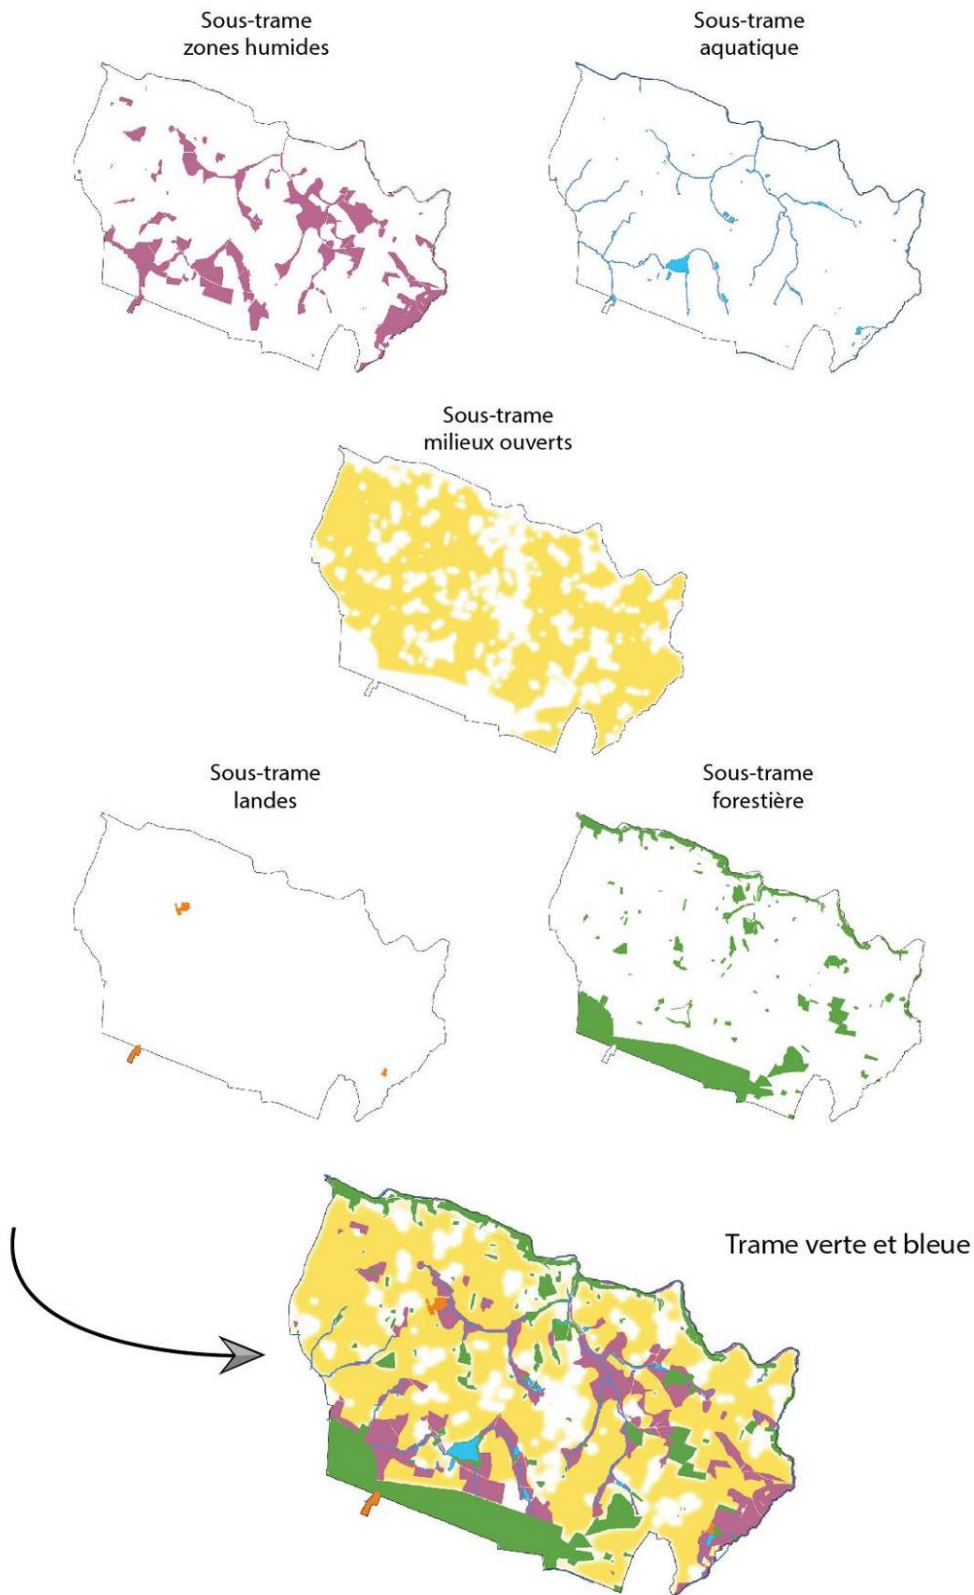 Sous-trame
zones humides
Sous-trame
aquatique
Sous-trame
milieux ouverts
Sous-trame
landes
Sous-trame
forestière
Trame verte et bleue